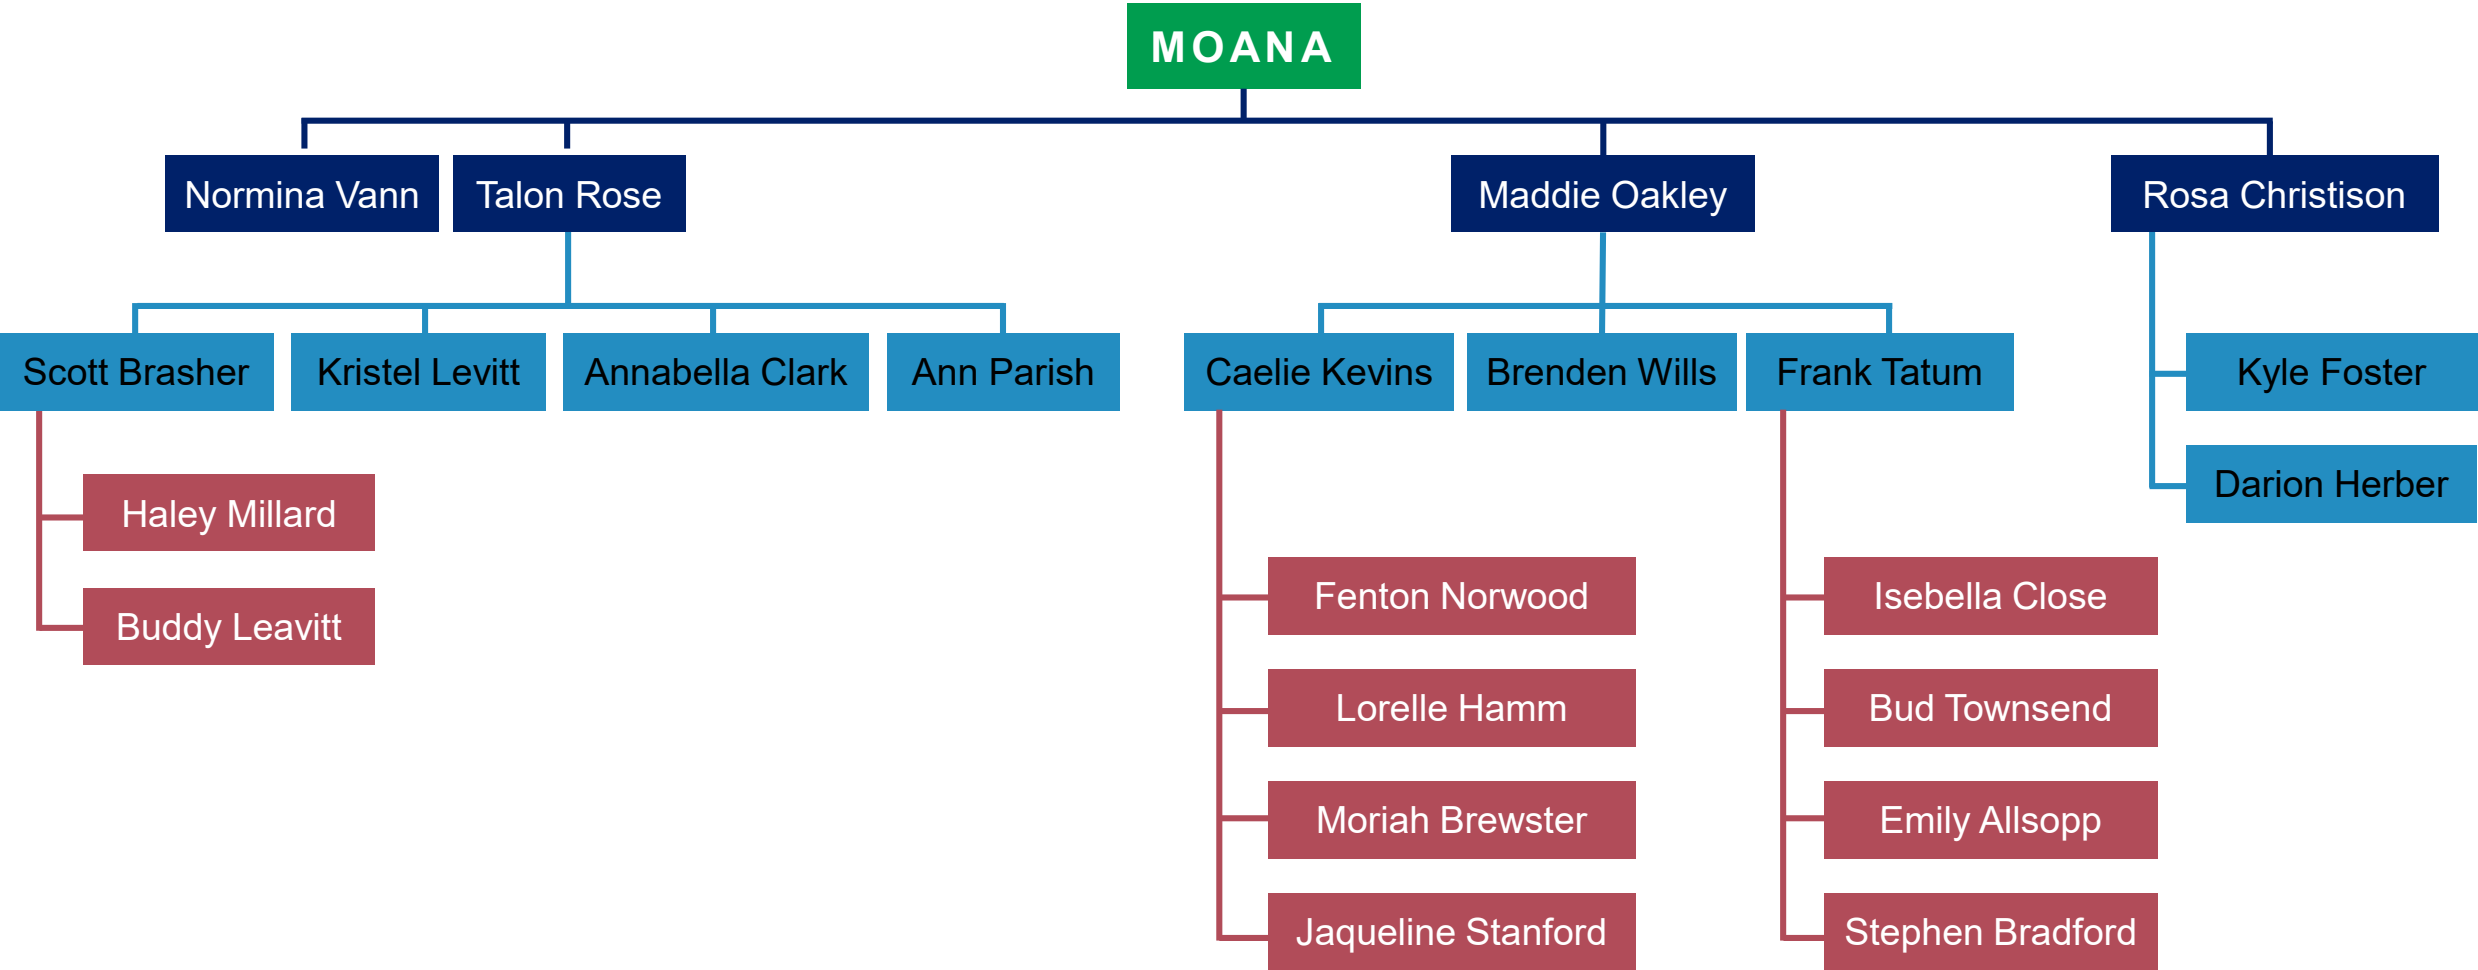 MOANA
Normina Vann
Talon Rose
Maddie Oakley
Rosa Christison
Scott Brasher
Kristel Levitt
Annabella Clark
Ann Parish
Caelie Kevins
Brenden Wills
Frank Tatum
Kyle Foster
Darion Herber
Haley Millard
Buddy Leavitt
Fenton Norwood
Lorelle Hamm
Moriah Brewster
Jaqueline Stanford
Isebella Close
Bud Townsend
Emily Allsopp
Stephen Bradford